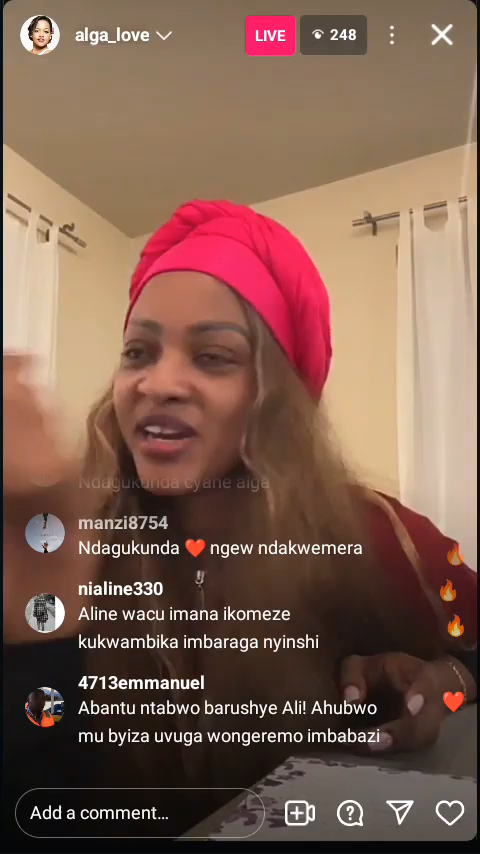 alga_love
LIVE
248
Ndagukunda cyane alga
manzi8754
Ndagukunda ❤️ ngew ndakwemera
nialine330
Aline wacu imana ikomeze
kukwambika imbaraga nyinshi
4713emmanuel
Abantu ntabwo barushye Ali! Ahubwo
mu byiza uvuga wongeremo imbabazi
Add a comment...